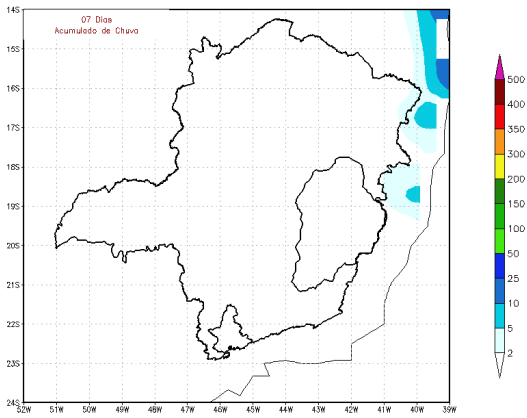 07 Dias
Acumulado de Chuva
14S
15S
16S
17S
18S
19S
20S
21S
22S
23S
24S
52W 51W 50W 49W 48W 47W 46W 45W 44W 43W 42W 41W 40W 39W
500
400
350
300
200
150
100
50
25
10
5
2